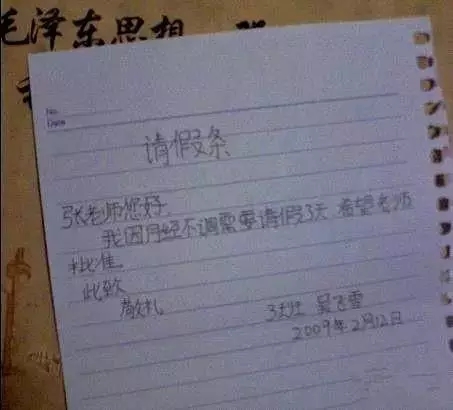 毛泽东思想
No.
Date
请假条
张老师您好
我因月经不调需要请假3天 希望老师
批准
此致
敬礼
吴飞雪
2009年2月12日